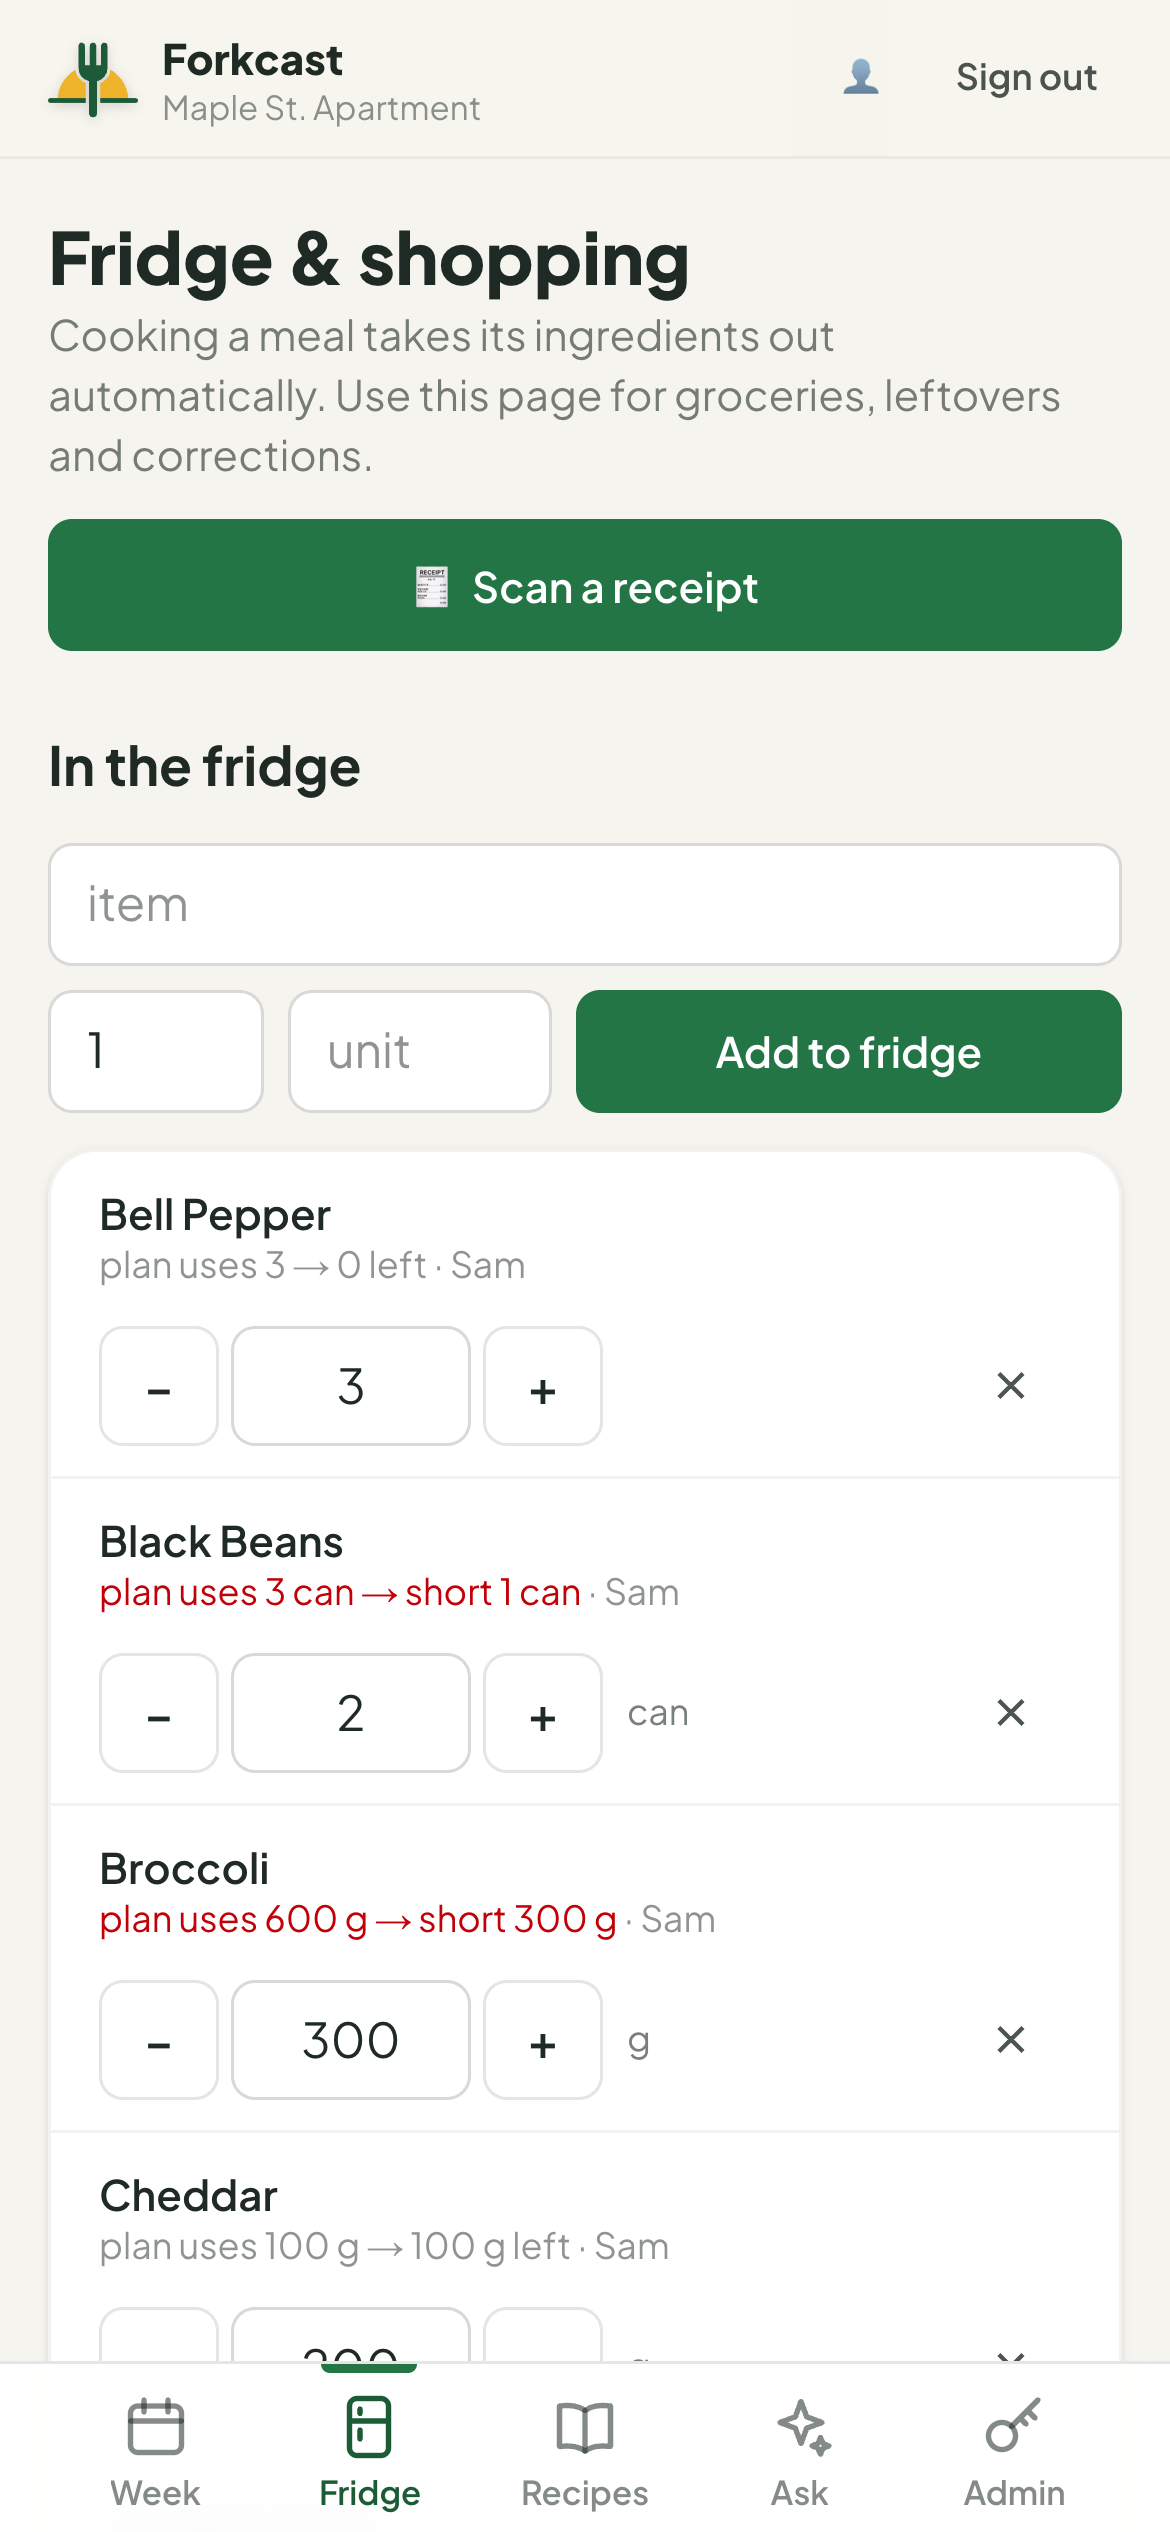 Forkcast
Maple St. Apartment
Sign out
Fridge & shopping
Cooking a meal takes its ingredients out
automatically. Use this page for groceries, leftovers
and corrections.
RECEIPT
Scan a receipt
In the fridge
item
1
unit
Add to fridge
Bell Pepper
plan uses 3 → 0 left · Sam
− 3 + ×
Black Beans
plan uses 3 can → short 1 can · Sam
− 2 + can ×
Broccoli
plan uses 600 g → short 300 g · Sam
− 300 + g ×
Cheddar
plan uses 100 g → 100 g left · Sam
200
Week
Fridge
Recipes
Ask
Admin